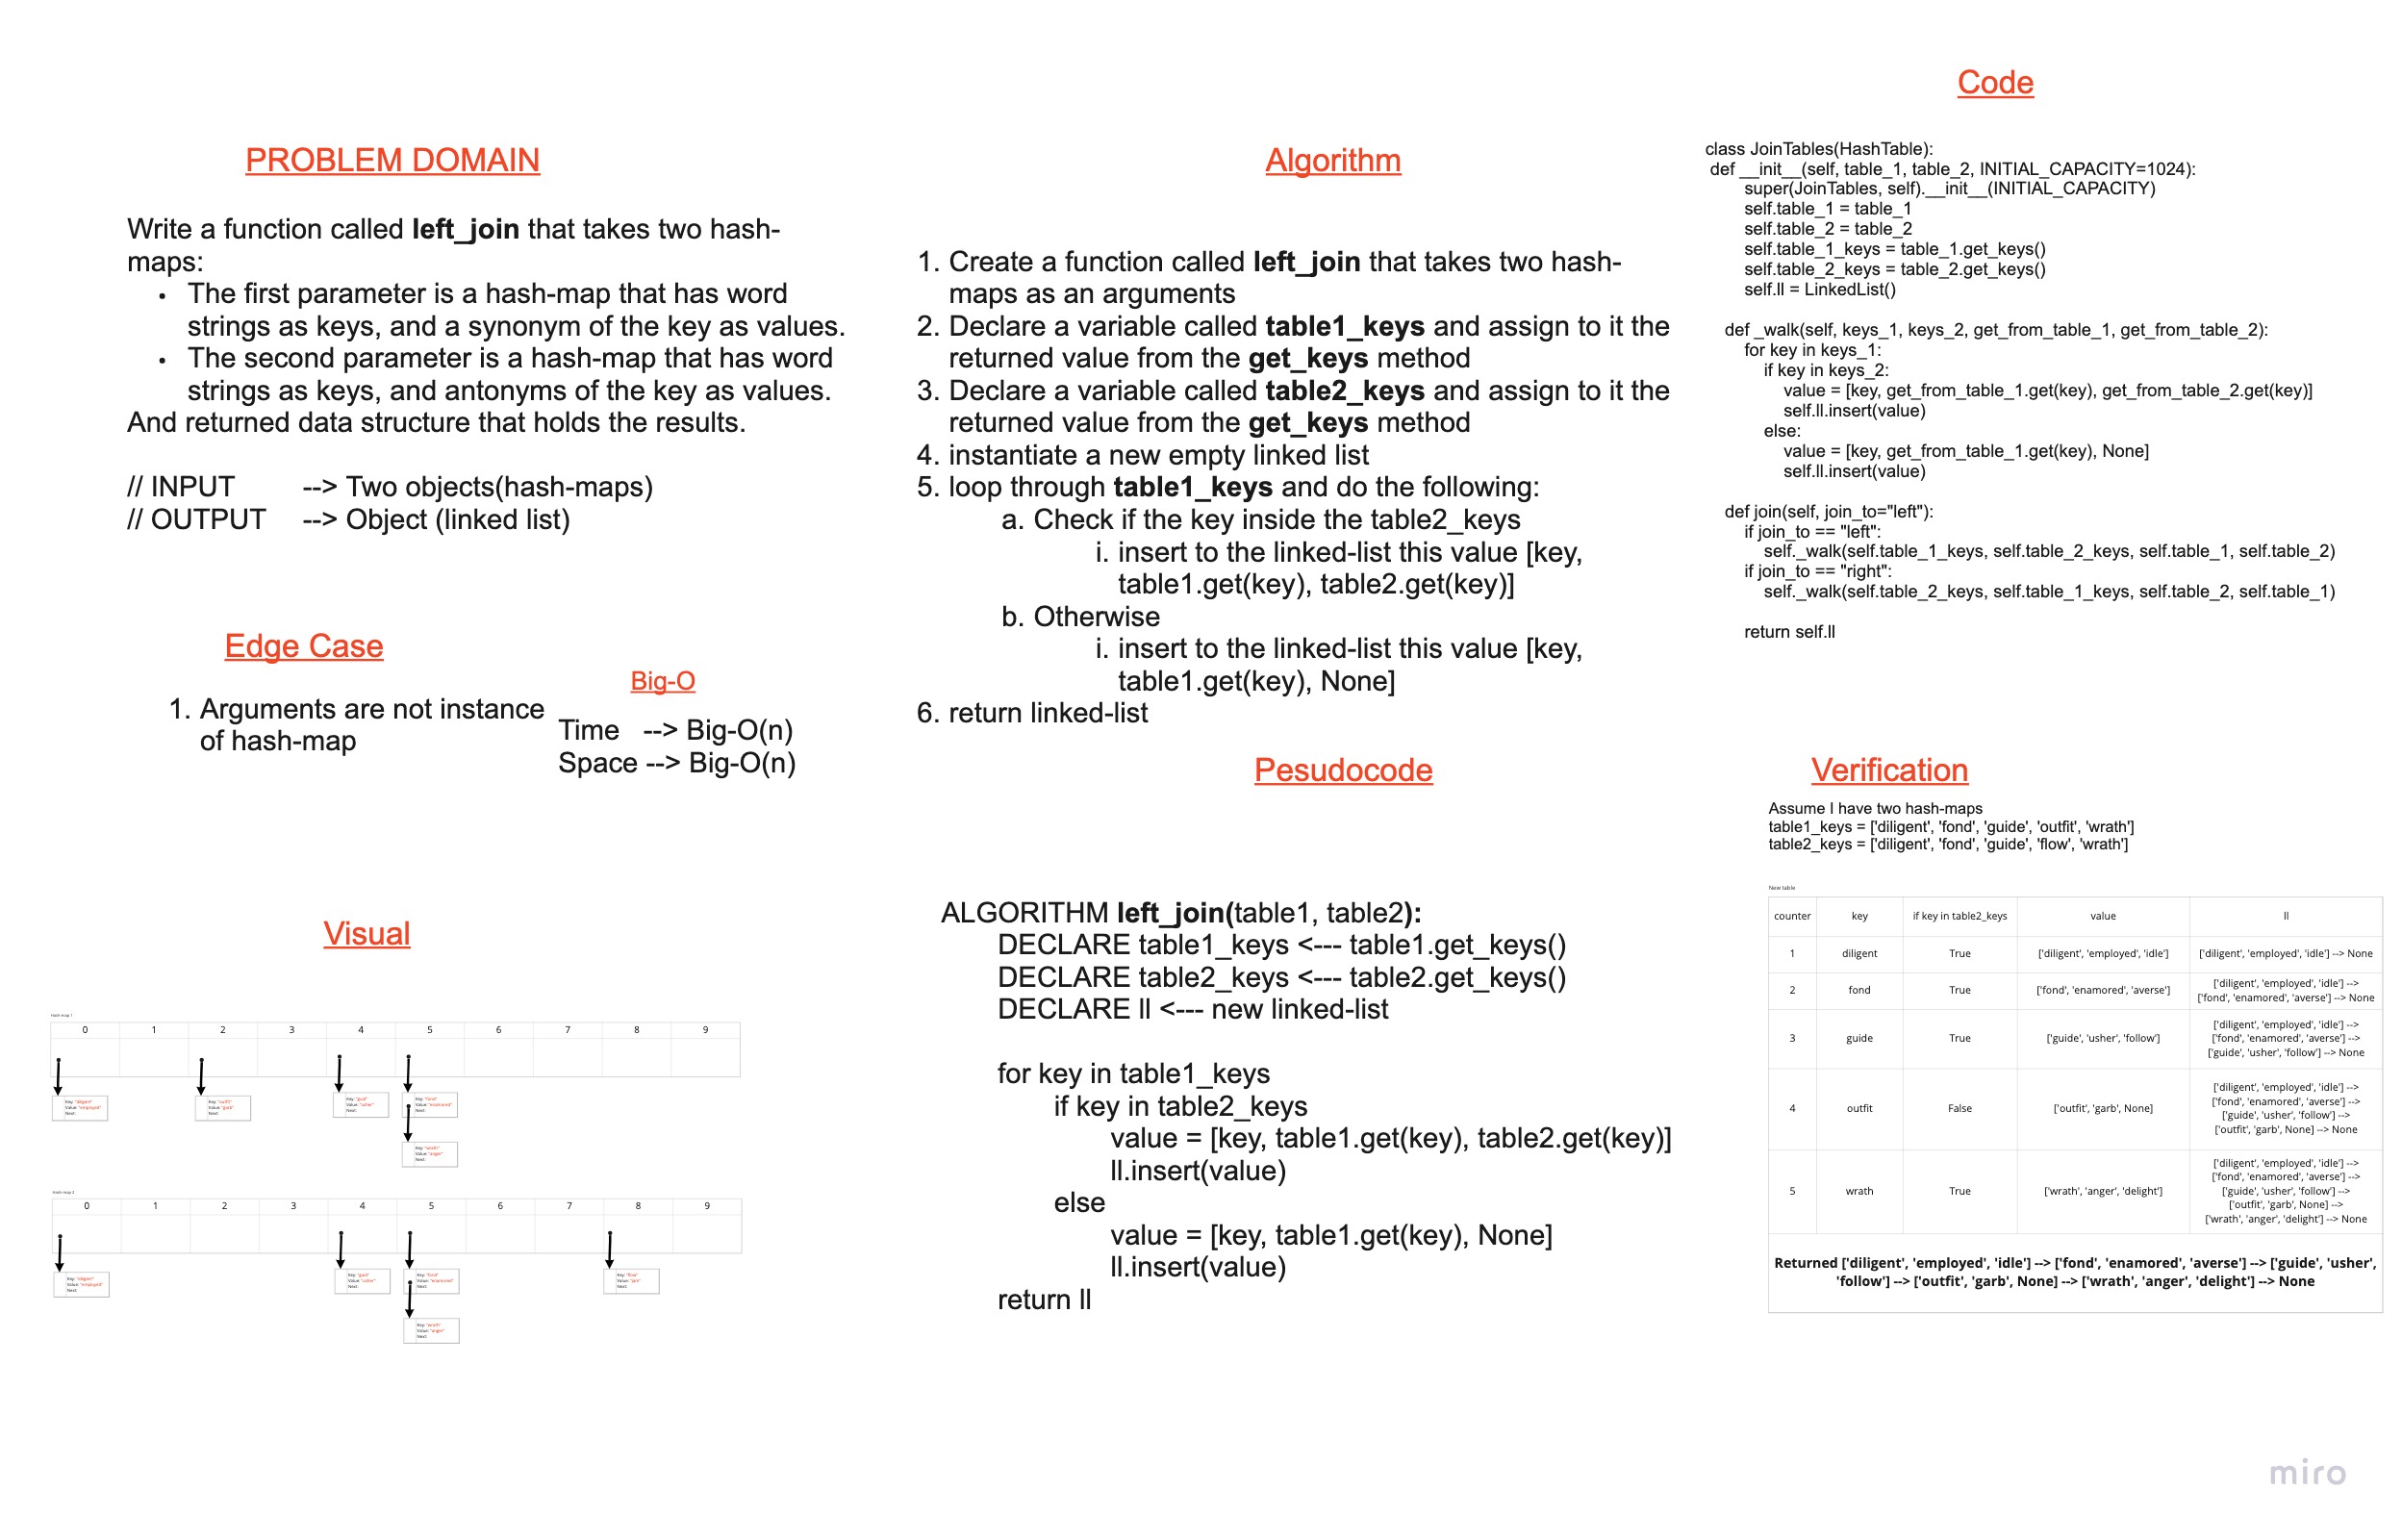 PROBLEM DOMAIN
Write a function called left_join that takes two hash-
maps:
• The first parameter is a hash-map that has word
strings as keys, and a synonym of the key as values.
• The second parameter is a hash-map that has word
strings as keys, and antonyms of the key as values.
And returned data structure that holds the results.
// INPUT --> Two objects(hash-maps)
// OUTPUT --> Object (linked list)
Edge Case
1. Arguments are not instance
of hash-map
Big-O
Time --> Big-O(n)
Space --> Big-O(n)
Visual
Hash map 1
0 1 2 3 4 5 6 7 8 9
Key: "diligent"
Value: "employed"
Next:
Key: "outfit"
Value: "garb"
Next:
Key: "guid"
Value: "usher"
Next:
Key: "fond"
Value: "enamored"
Next:
Key: "wrath"
Value: "anger"
Next:
Hash map 2
0 1 2 3 4 5 6 7 8 9
Key: "diligent"
Value: "employed"
Next:
Key: "guid"
Value: "usher"
Next:
Key: "fond"
Value: "enamored"
Next:
Key: "flow"
Value: "jam"
Next:
Key: "wrath"
Value: "anger"
Next:
Algorithm
1. Create a function called left_join that takes two hash-
maps as an arguments
2. Declare a variable called table1_keys and assign to it the
returned value from the get_keys method
3. Declare a variable called table2_keys and assign to it the
returned value from the get_keys method
4. instantiate a new empty linked list
5. loop through table1_keys and do the following:
a. Check if the key inside the table2_keys
i. insert to the linked-list this value [key,
table1.get(key), table2.get(key)]
b. Otherwise
i. insert to the linked-list this value [key,
table1.get(key), None]
6. return linked-list
Pesudocode
ALGORITHM left_join(table1, table2):
DECLARE table1_keys <--- table1.get_keys()
DECLARE table2_keys <--- table2.get_keys()
DECLARE ll <--- new linked-list
for key in table1_keys
if key in table2_keys
value = [key, table1.get(key), table2.get(key)]
ll.insert(value)
else
value = [key, table1.get(key), None]
ll.insert(value)
return ll
Code
class JoinTables(HashTable):
def __init__(self, table_1, table_2, INITIAL_CAPACITY=1024):
super(JoinTables, self).__init__(INITIAL_CAPACITY)
self.table_1 = table_1
self.table_2 = table_2
self.table_1_keys = table_1.get_keys()
self.table_2_keys = table_2.get_keys()
self.ll = LinkedList()
def _walk(self, keys_1, keys_2, get_from_table_1, get_from_table_2):
for key in keys_1:
if key in keys_2:
value = [key, get_from_table_1.get(key), get_from_table_2.get(key)]
self.ll.insert(value)
else:
value = [key, get_from_table_1.get(key), None]
self.ll.insert(value)
def join(self, join_to="left"):
if join_to == "left":
self._walk(self.table_1_keys, self.table_2_keys, self.table_1, self.table_2)
if join_to == "right":
self._walk(self.table_2_keys, self.table_1_keys, self.table_2, self.table_1)
return self.ll
Verification
Assume I have two hash-maps
table1_keys = ['diligent', 'fond', 'guide', 'outfit', 'wrath']
table2_keys = ['diligent', 'fond', 'guide', 'flow', 'wrath']
New table
counter key if key in table2_keys value ll
1 diligent True ['diligent', 'employed', 'idle'] ['diligent', 'employed', 'idle'] --> None
2 fond True ['fond', 'enamored', 'averse'] ['diligent', 'employed', 'idle'] -->
['fond', 'enamored', 'averse'] --> None
3 guide True ['guide', 'usher', 'follow'] ['diligent', 'employed', 'idle'] -->
['fond', 'enamored', 'averse'] -->
['guide', 'usher', 'follow'] --> None
4 outfit False ['outfit', 'garb', None] ['diligent', 'employed', 'idle'] -->
['fond', 'enamored', 'averse'] -->
['guide', 'usher', 'follow'] -->
['outfit', 'garb', None] --> None
5 wrath True ['wrath', 'anger', 'delight'] ['diligent', 'employed', 'idle'] -->
['fond', 'enamored', 'averse'] -->
['guide', 'usher', 'follow'] -->
['outfit', 'garb', None] -->
['wrath', 'anger', 'delight'] --> None
Returned ['diligent', 'employed', 'idle'] --> ['fond', 'enamored', 'averse'] --> ['guide', 'usher',
'follow'] --> ['outfit', 'garb', None] --> ['wrath', 'anger', 'delight'] --> None
miro